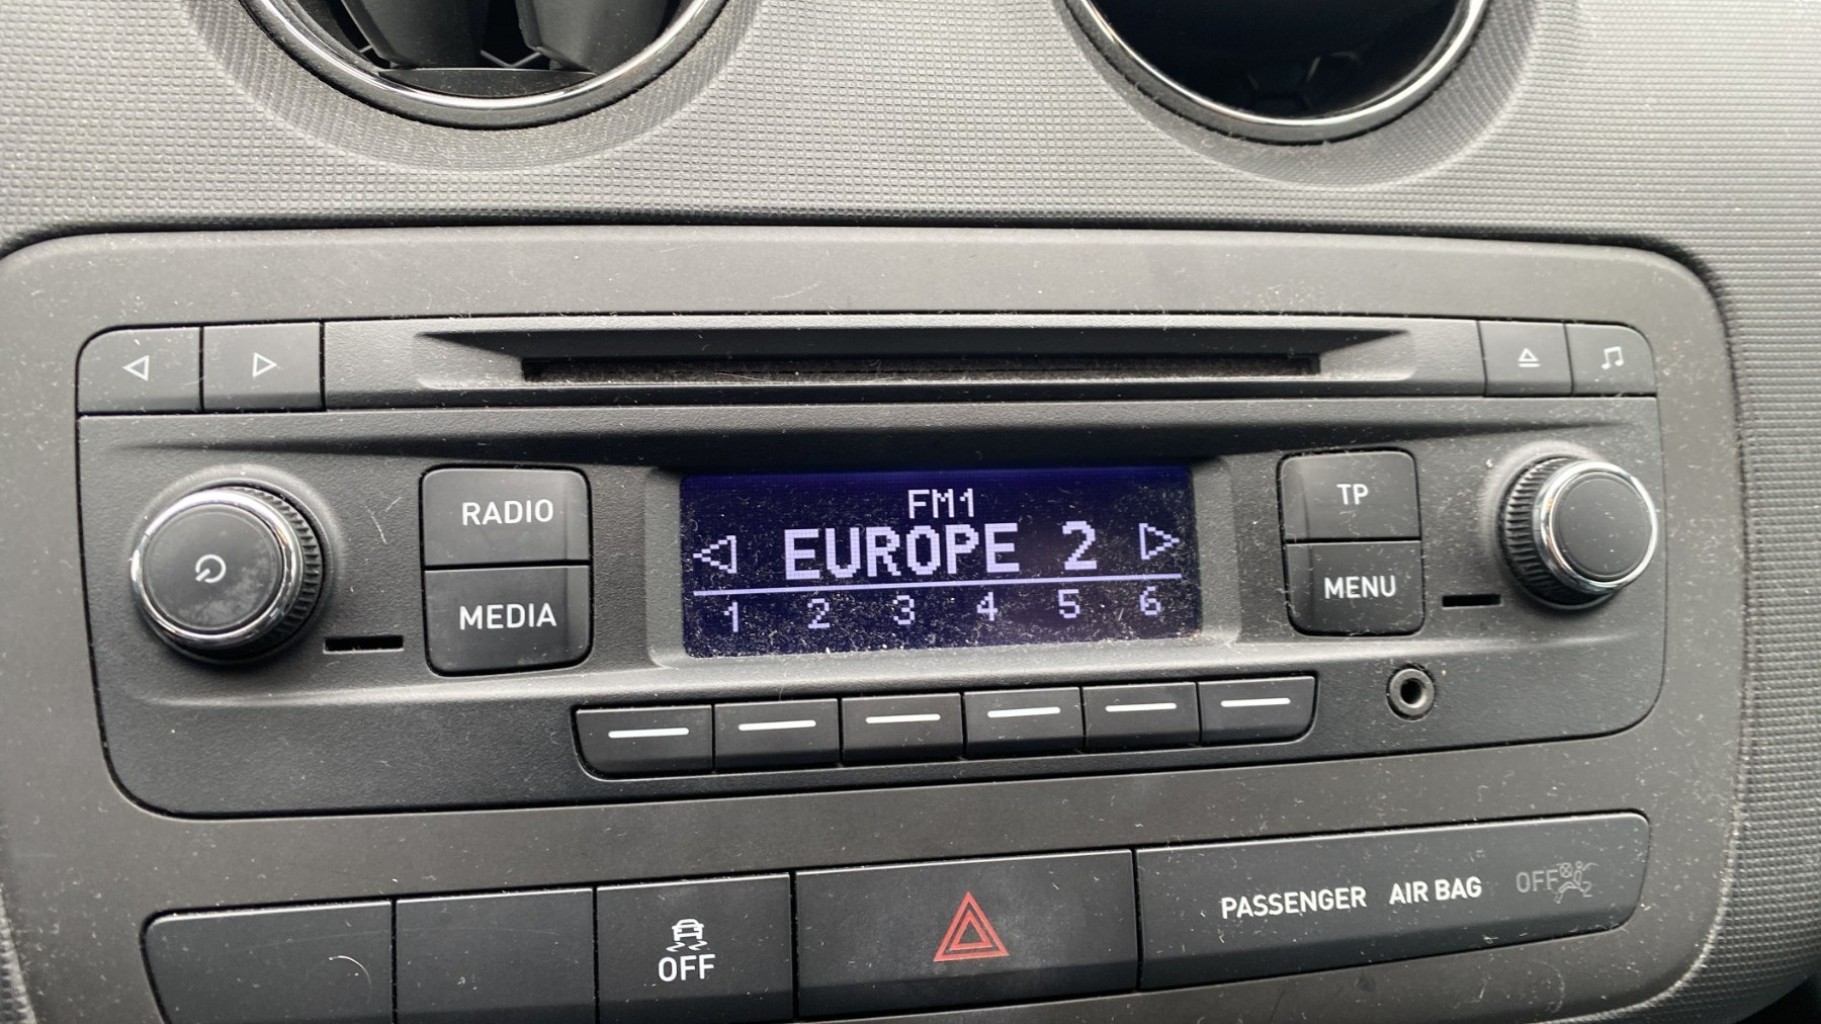 RADIO
MEDIA
FM1
EUROPE 2
1 2 3 4 5 6
TP
MENU
OFF
PASSENGER AIR BAG OFF